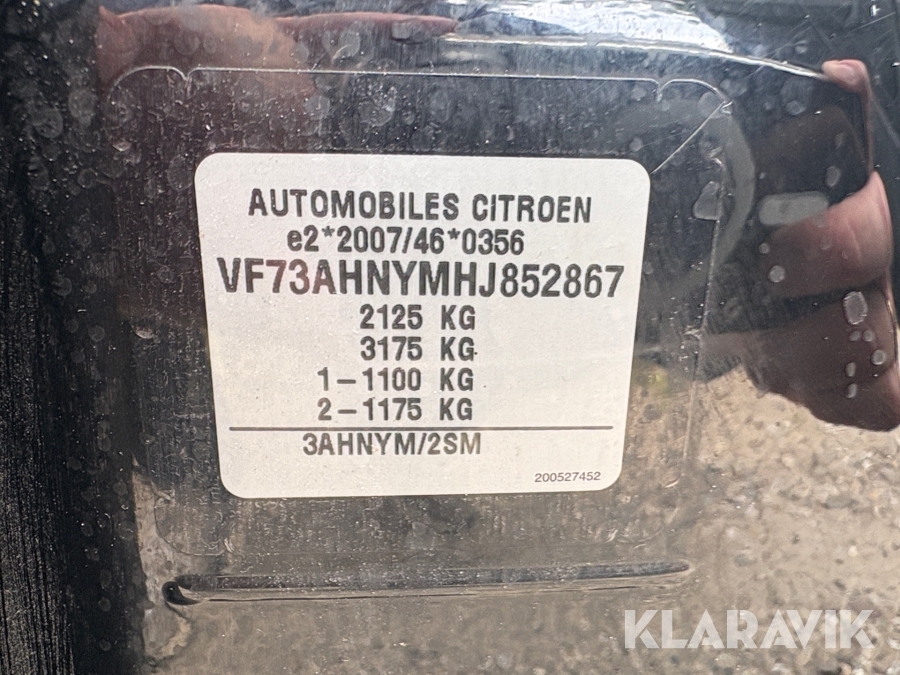 AUTOMOBILES CITROEN
e2*2007/46*0356
VF73AHNYMHJ852867
2125 KG
3175 KG
1-1100 KG
2-1175 KG
3AHNYM/2SM
200527452
KLARAVIK